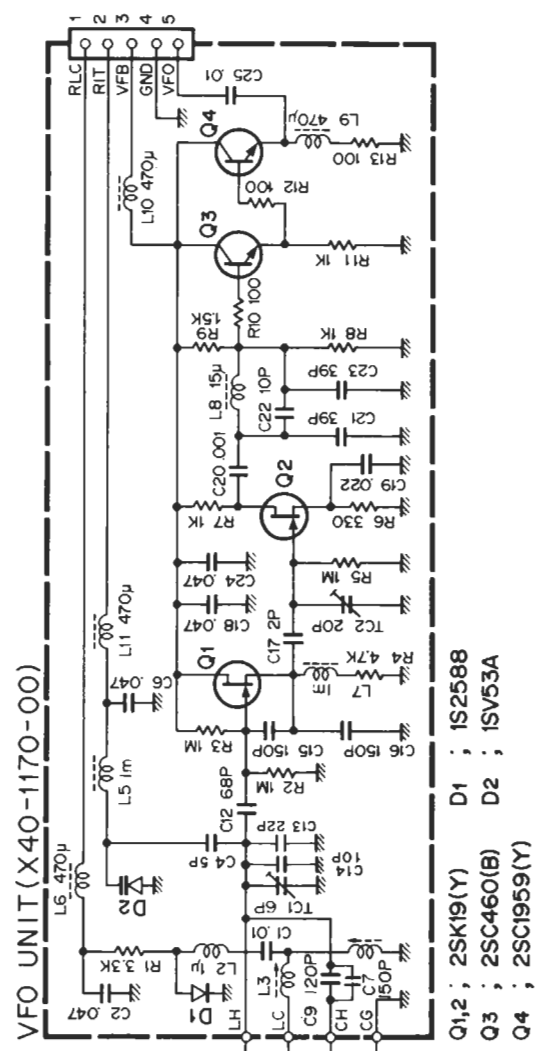 VFO UNIT(X40-1170-00)
1
2
3
4
5
RLC
RIT
VFB
GND
VFO
C25 .01
Q4
L9 470μ
R13 100
R12 100
L10 470μ
Q3
R11 1K
R10 100
R9 1.5K
R8 1K
C23 39P
L8 15μ
C22 10P
C21 39P
C20 .001
Q2
C19 .022
R7 1K
R6 330
C24 .047
R5 1M
C18 .047
TC2 20P
L11 470μ
Q1
C17 2P
R4 4.7K
1m
L7
C6 .047
R3 1M
C15 150P
C16 150P
L5 1m
R2 1M
C12 68P
C13 22P
C4 5P
C14 10P
L6 470μ
D2
TC1 6P
R1 3.3K
L2 1μ
C1 .01
C2 .047
D1
L3
C9 120P
C7 150P
LH
LC
CH
CG
Q1,2 ; 2SK19(Y)
Q3 ; 2SC460(B)
Q4 ; 2SC1959(Y)
D1 ; 1S2588
D2 ; 1SV53A